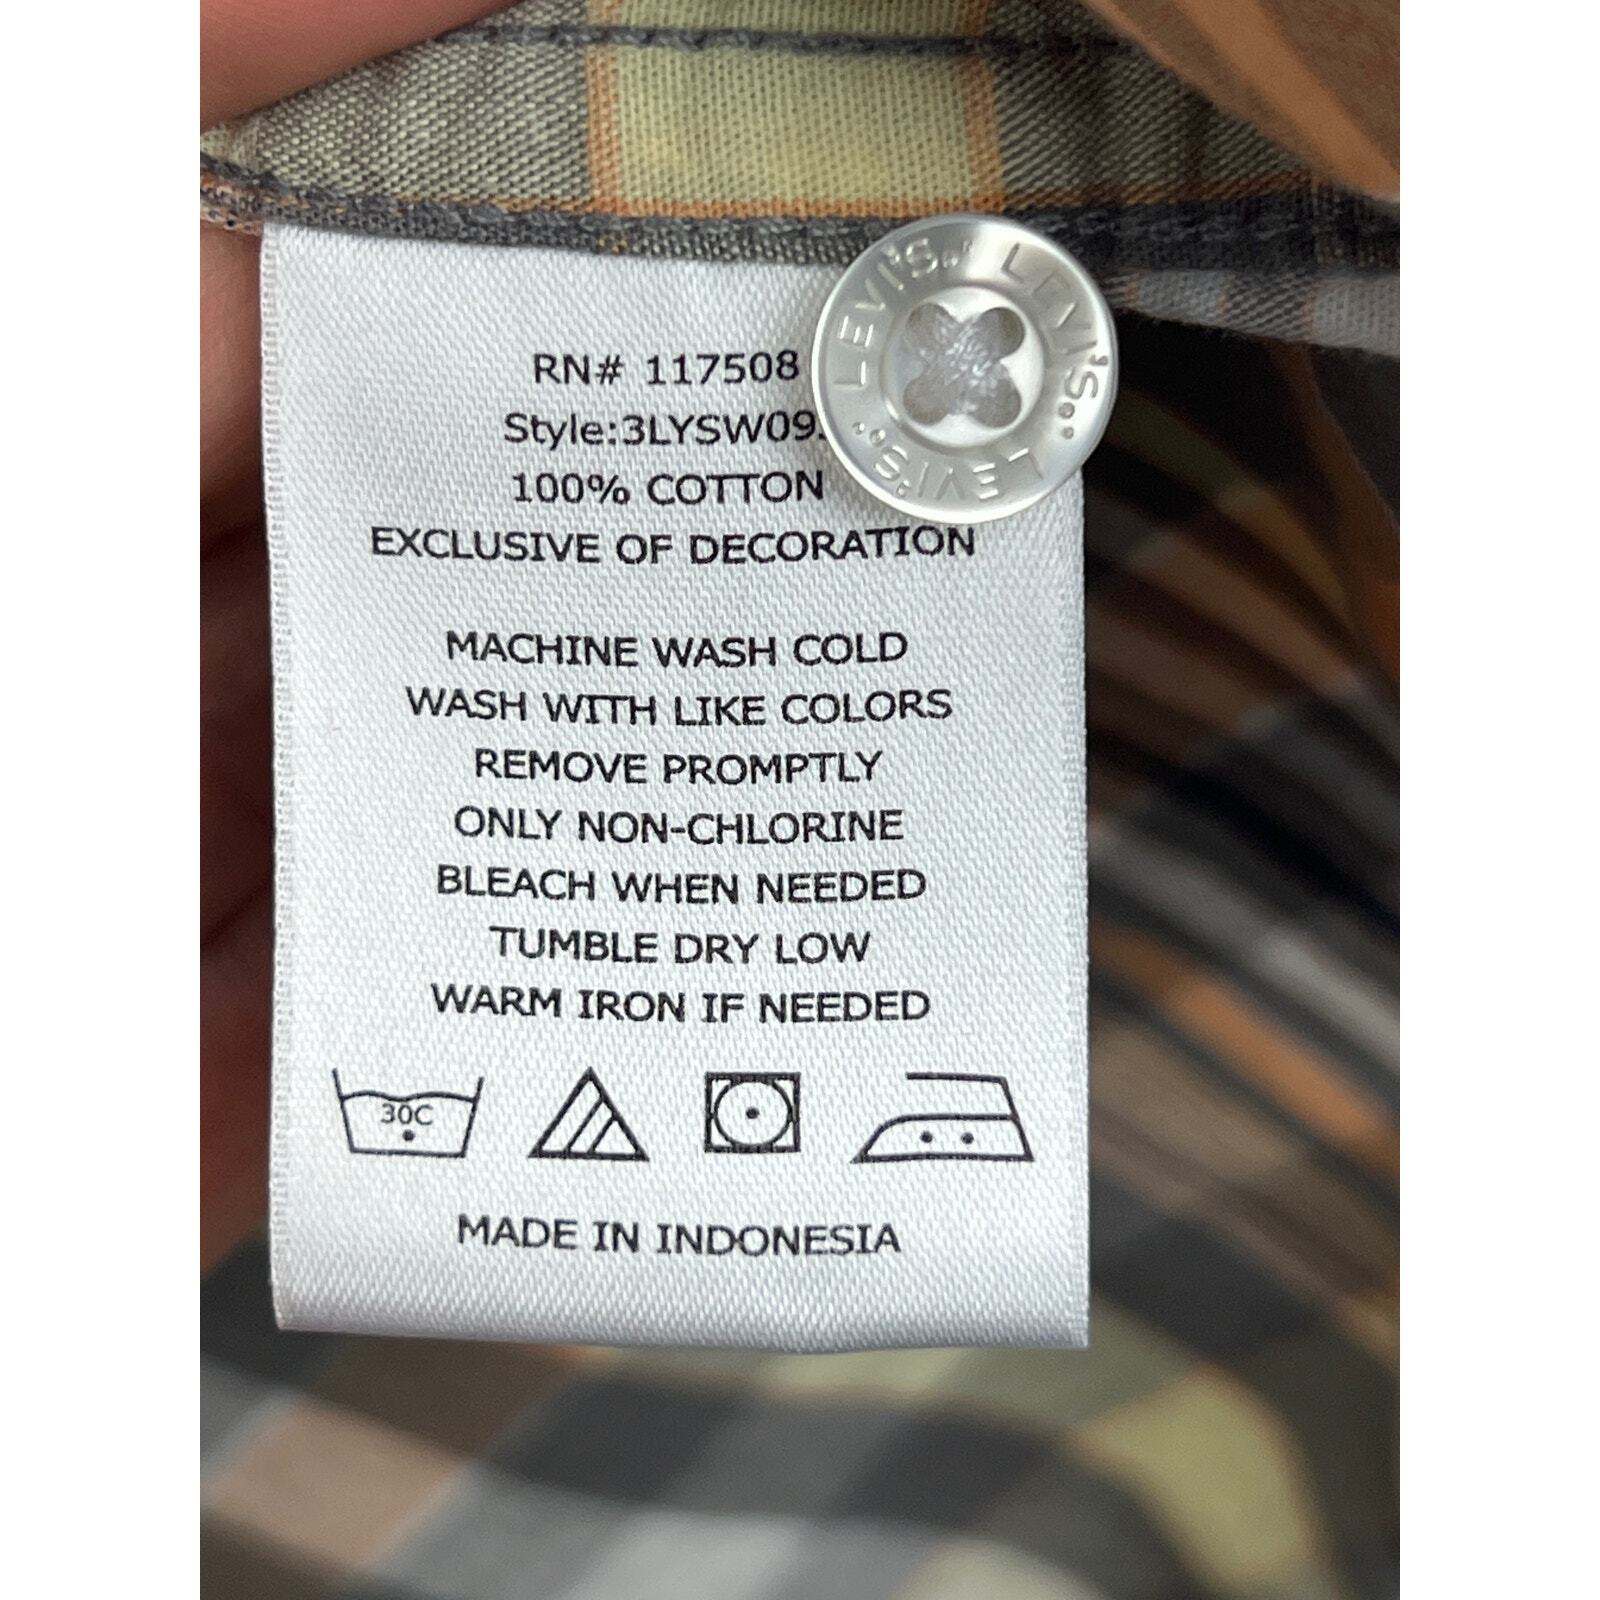 RN# 117508
Style:3LYSW09
100% COTTON
EXCLUSIVE OF DECORATION
MACHINE WASH COLD
WASH WITH LIKE COLORS
REMOVE PROMPTLY
ONLY NON-CHLORINE
BLEACH WHEN NEEDED
TUMBLE DRY LOW
WARM IRON IF NEEDED
30C
MADE IN INDONESIA
LEVI'S LEVI'S LEVI'S